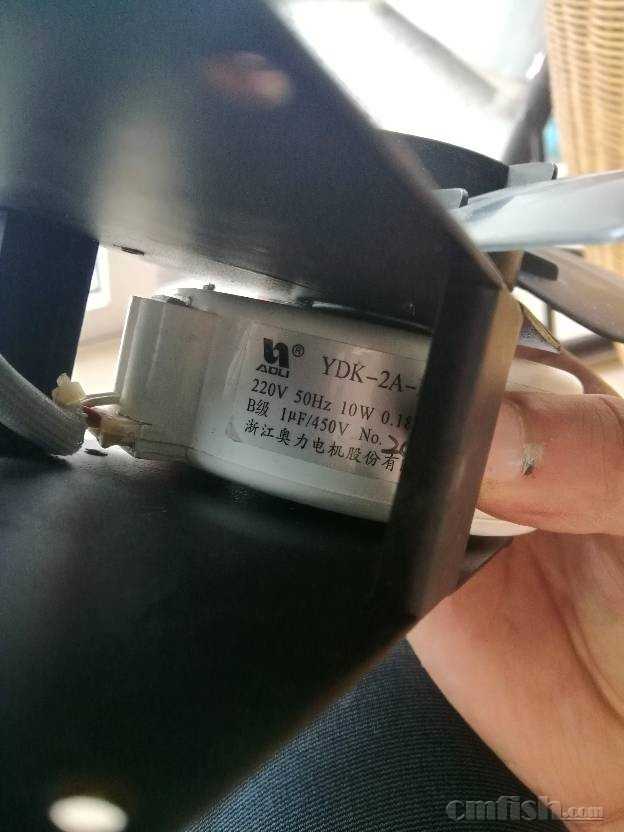 AOLI ® YDK-2A-
220V 50Hz 10W 0.18
B级 1μF/450V No.
浙江奥力电机股份有
cmfish.com